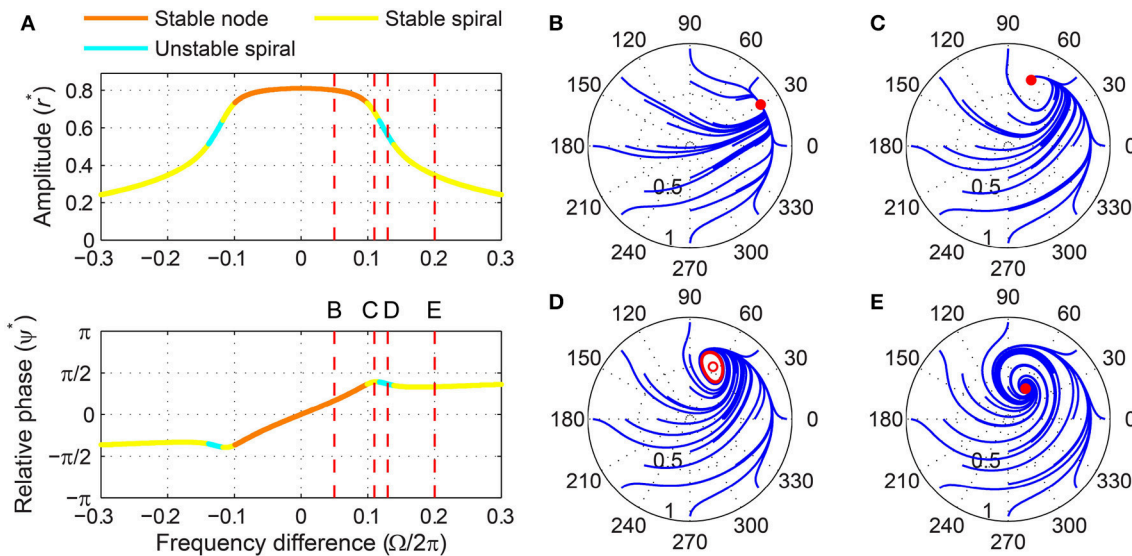 A
Stable node
Stable spiral
Unstable spiral
Amplitude (r*)
0.8
0.6
0.4
0.2
0
−0.3 −0.2 −0.1 0 0.1 0.2 0.3
B C D E
Relative phase (ψ*)
π
π/2
0
−π/2
−π
−0.3 −0.2 −0.1 0 0.1 0.2 0.3
Frequency difference (Ω/2π)
B
90
120 60
150 30
180 0
0.5
210 330
1
240 300
270
C
90
120 60
150 30
180 0
0.5
210 330
1
240 300
270
D
90
120 60
150 30
180 0
0.5
210 330
1
240 300
270
E
90
120 60
150 30
180 0
0.5
210 330
1
240 300
270